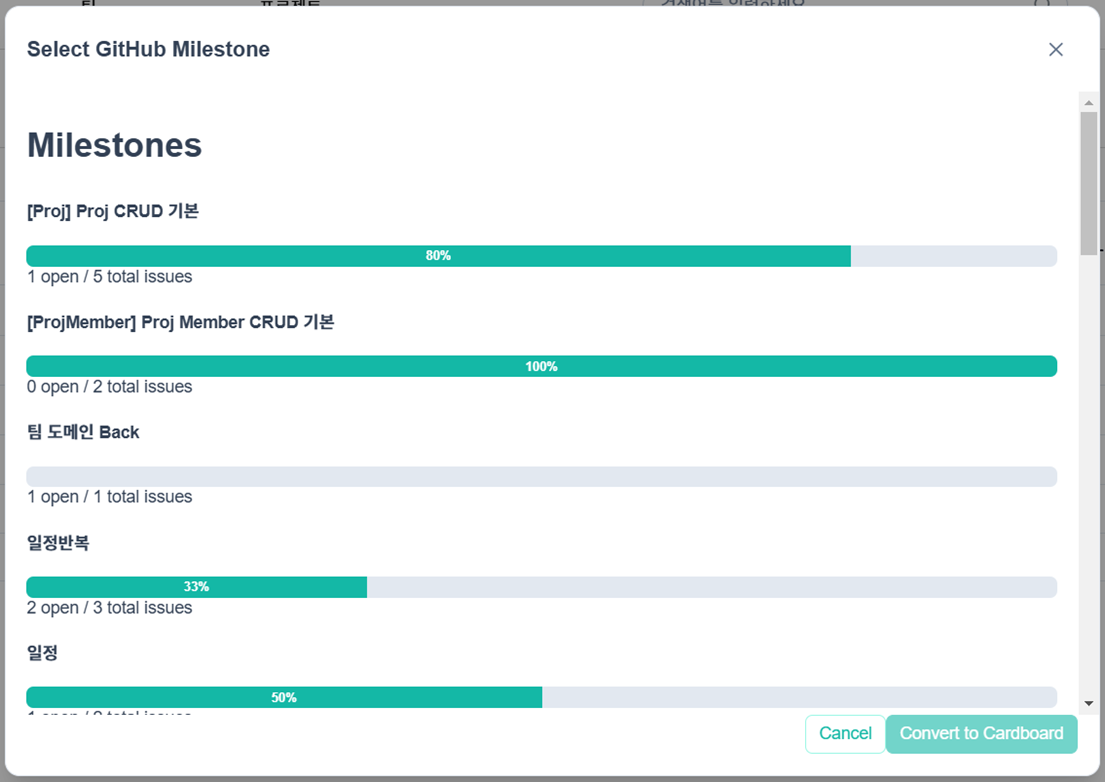 Select GitHub Milestone
Milestones
[Proj] Proj CRUD 기본
80%
1 open / 5 total issues
[ProjMember] Proj Member CRUD 기본
100%
0 open / 2 total issues
팀 도메인 Back
1 open / 1 total issues
일정반복
33%
2 open / 3 total issues
일정
50%
Cancel
Convert to Cardboard